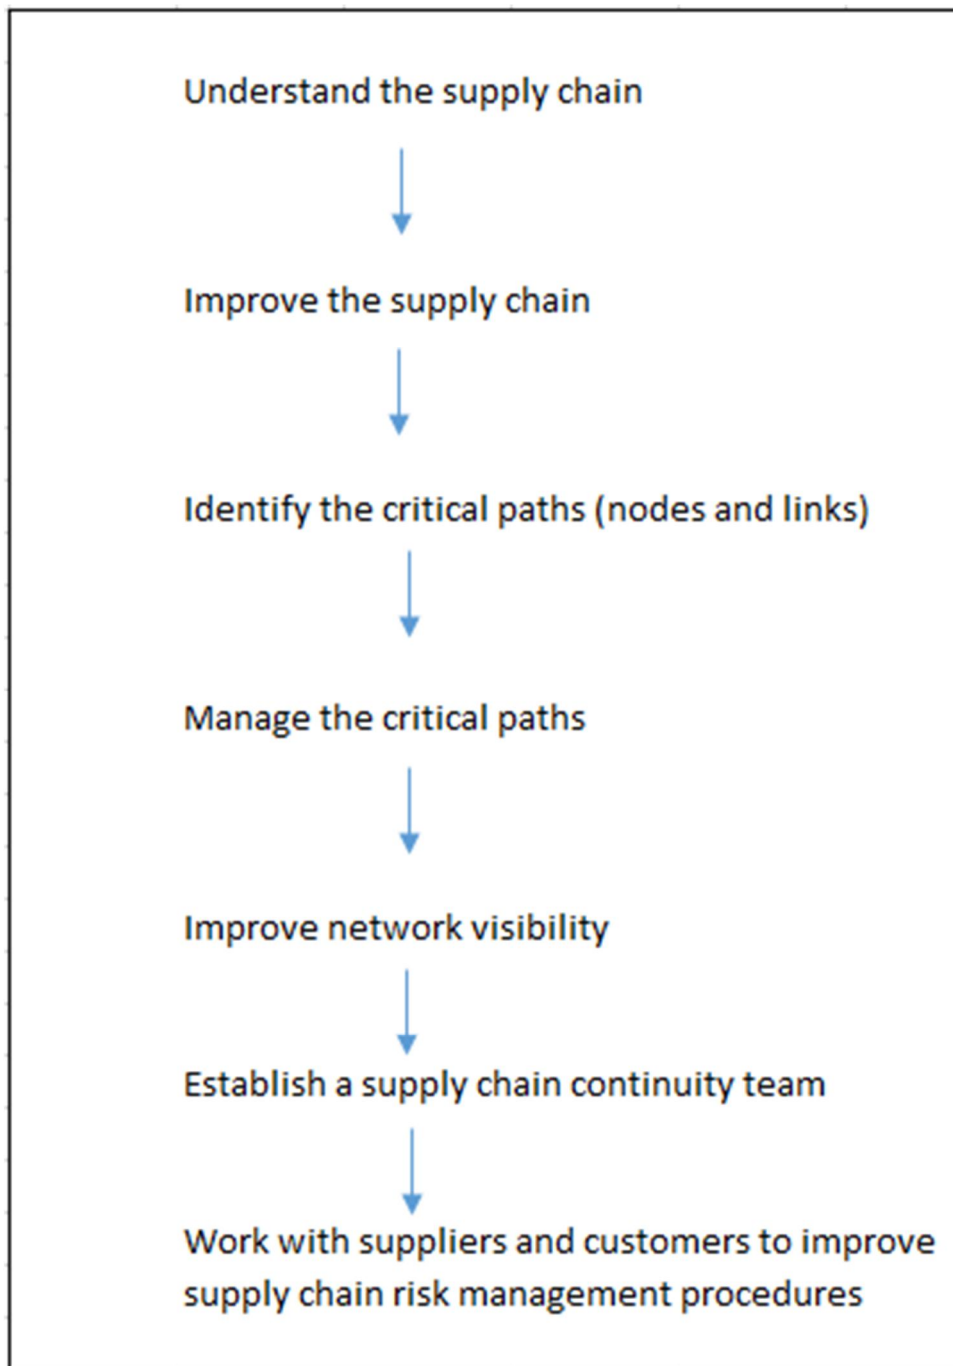 Understand the supply chain
Improve the supply chain
Identify the critical paths (nodes and links)
Manage the critical paths
Improve network visibility
Establish a supply chain continuity team
Work with suppliers and customers to improve
supply chain risk management procedures